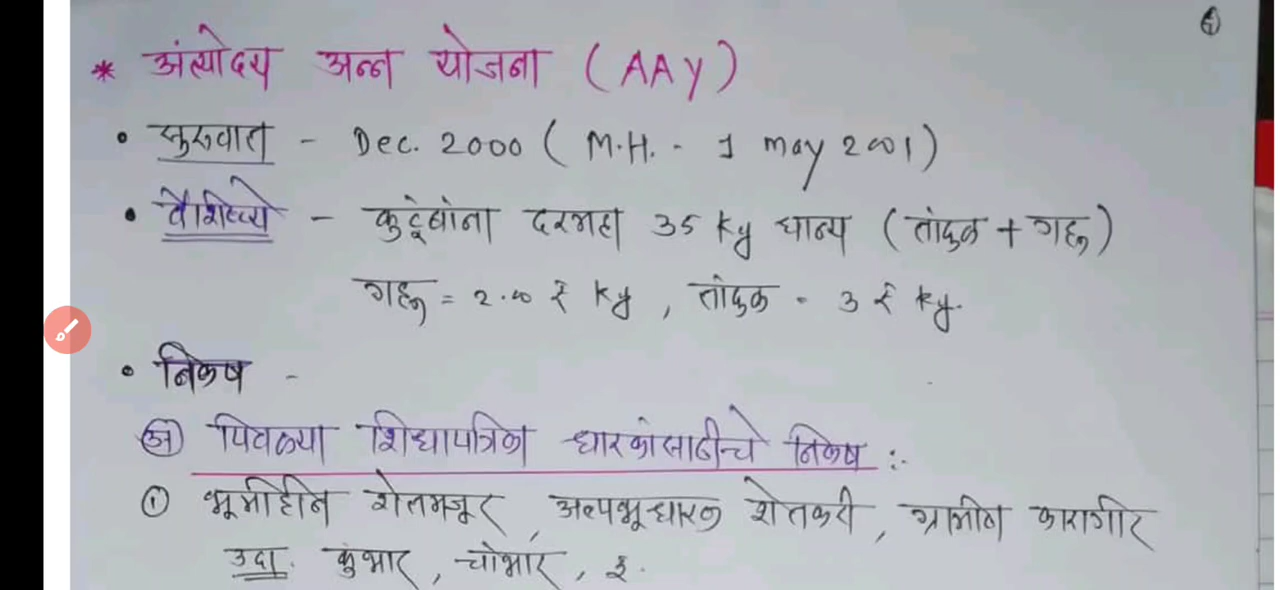 ५
* अंत्योदय अन्न योजना (AAY)
• सुरुवात - Dec. 2000 ( M.H. - 1 may 2001)
• वैशिष्ट्ये - कुटूंबांना दरमहा 35 Kg धान्य (तांदुळ + गहू)
गहू = 2.00 ₹ Kg , तांदुळ - 3 ₹ Kg.
• निकष -
अ) पिवळ्या शिधापत्रिका धारकांसाठीचे निकष :-
① भूमीहीन शेतमजूर , अल्पभूधारक शेतकरी , ग्रामीण कारागीर
उदा. कुंभार , चांभार , इ.